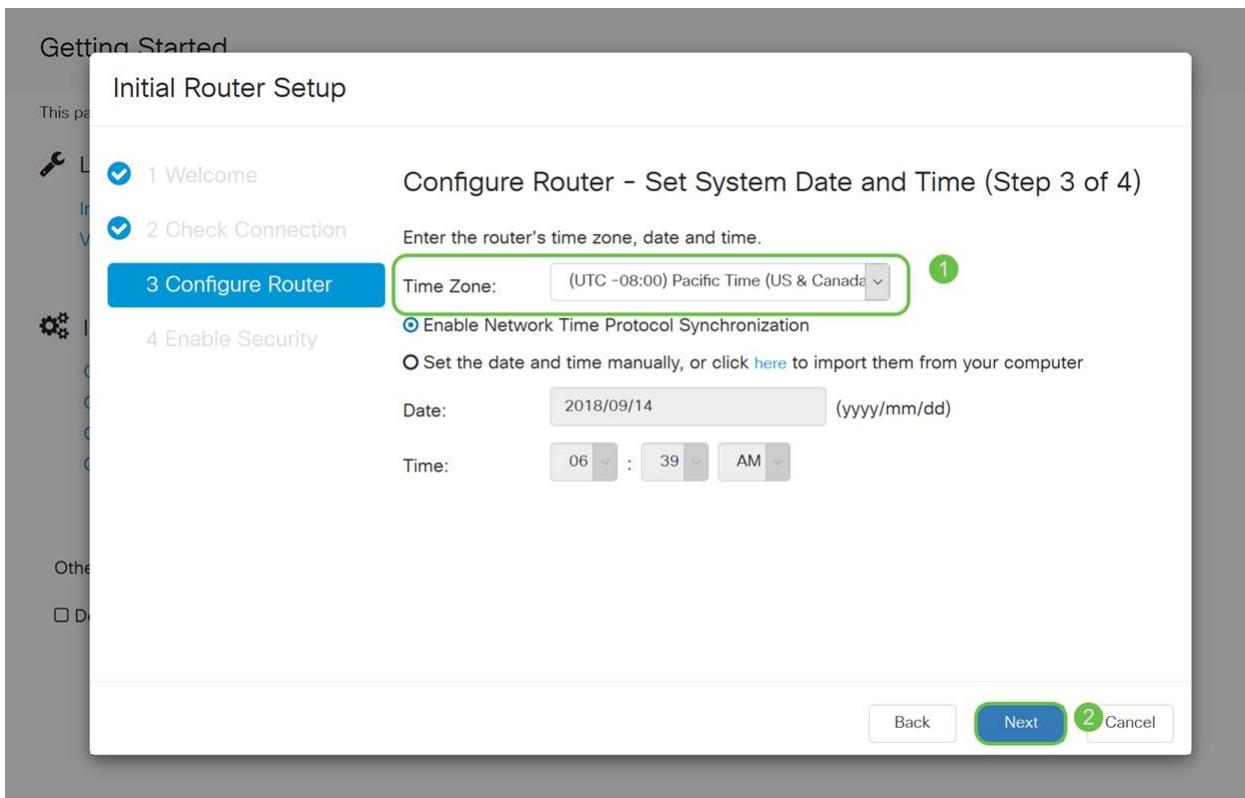 Getting Started
Initial Router Setup
This pa
1 Welcome
2 Check Connection
3 Configure Router
4 Enable Security
Configure Router – Set System Date and Time (Step 3 of 4)
Enter the router's time zone, date and time.
Time Zone: (UTC -08:00) Pacific Time (US & Canada 1
Enable Network Time Protocol Synchronization
Set the date and time manually, or click here to import them from your computer
Date: 2018/09/14 (yyyy/mm/dd)
Time: 06 : 39 AM
Othe
Back Next 2 Cancel